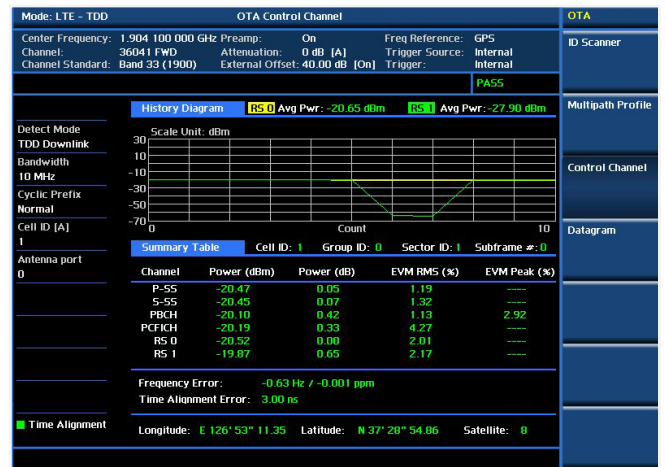 Mode: LTE - TDD OTA Control Channel OTA
Center Frequency: 1.904 100 000 GHz Preamp: On Freq Reference: GPS
Channel: 36041 FWD Attenuation: 0 dB [A] Trigger Source: Internal
Channel Standard: Band 33 (1900) External Offset: 40.00 dB [On] Trigger: Internal
ID Scanner
PASS
History Diagram RS 0 Avg Pwr: -20.65 dBm RS 1 Avg Pwr: -27.90 dBm
Multipath Profile
Detect Mode
TDD Downlink
Bandwidth
10 MHz
Cyclic Prefix
Normal
Cell ID [A]
1
Antenna port
0
Scale Unit: dBm
30
10
-10
-30
-50
-70
0 Count 10
Control Channel
Datagram
Summary Table Cell ID: 1 Group ID: 0 Sector ID: 1 Subframe #: 0
Channel Power (dBm) Power (dB) EVM RMS (%) EVM Peak (%)
P-SS -20.47 0.05 1.19 ----
S-SS -20.45 0.07 1.32 ----
PBCH -20.10 0.42 1.13 2.92
PCFICH -20.19 0.33 4.27 ----
RS 0 -20.52 0.00 2.01 ----
RS 1 -19.87 0.65 2.17 ----
Frequency Error: -0.63 Hz / -0.001 ppm
Time Alignment Error: 3.00 ns
Time Alignment
Longitude: E 126' 53" 11.35 Latitude: N 37' 28" 54.86 Satellite: 8